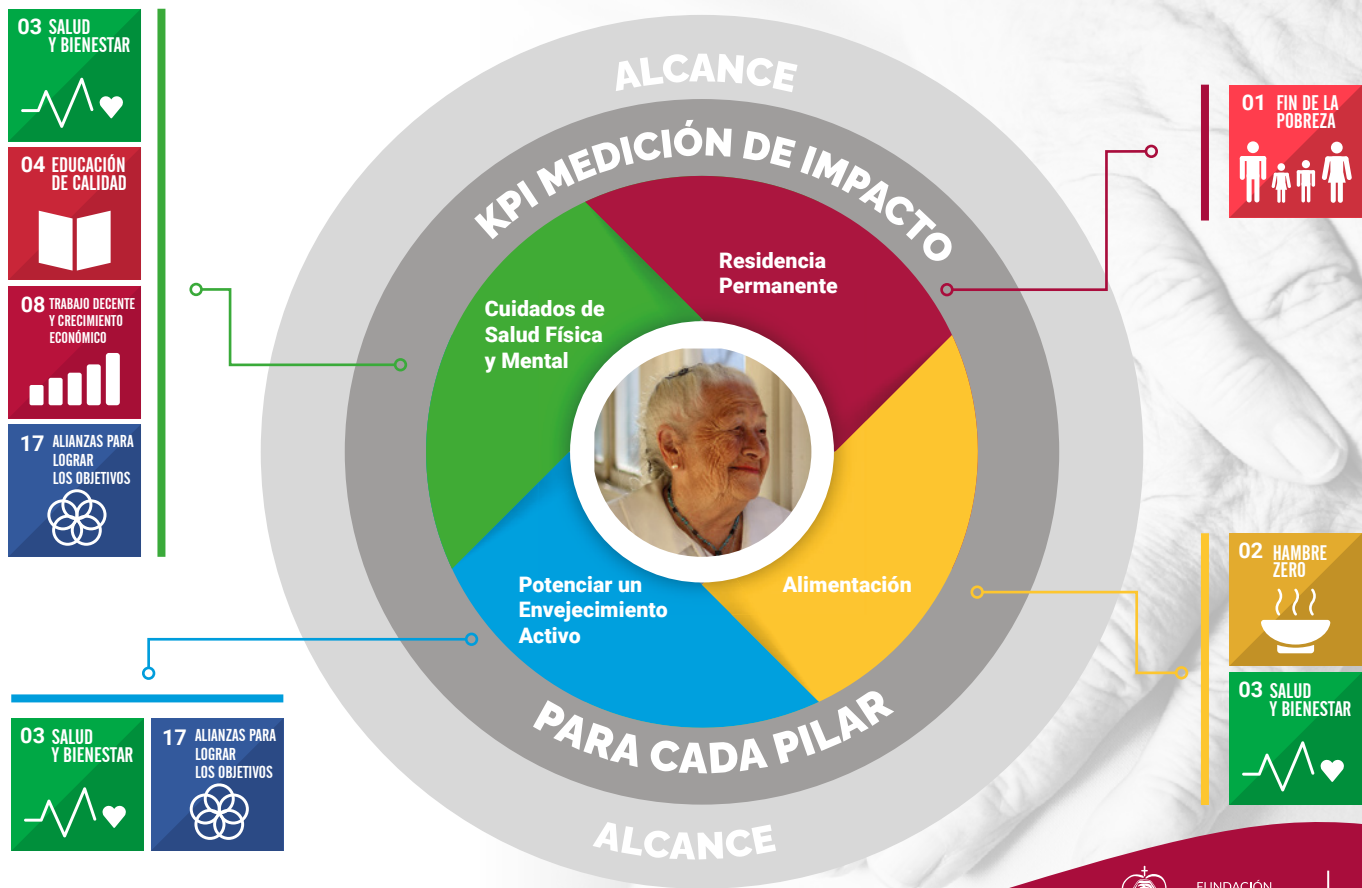 03 SALUD
Y BIENESTAR
04 EDUCACIÓN
DE CALIDAD
08 TRABAJO DECENTE
Y CRECIMIENTO
ECONÓMICO
17 ALIANZAS PARA
LOGRAR
LOS OBJETIVOS
ALCANCE
KPI MEDICIÓN DE IMPACTO
Residencia
Permanente
Cuidados de
Salud Física
y Mental
Potenciar un
Envejecimiento
Activo
Alimentación
PARA CADA PILAR
ALCANCE
01 FIN DE LA
POBREZA
02 HAMBRE
ZERO
03 SALUD
Y BIENESTAR
03 SALUD
Y BIENESTAR
17 ALIANZAS PARA
LOGRAR
LOS OBJETIVOS
FUNDACIÓN